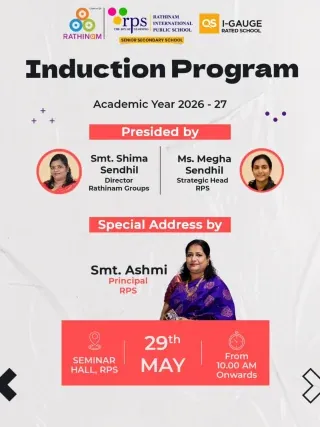 RATHINAM
rps
RATHINAM
INTERNATIONAL
PUBLIC SCHOOL
SENIOR SECONDARY SCHOOL
QS
I-GAUGE
RATED SCHOOL
Induction Program
Academic Year 2026 - 27
Presided by
Smt. Shima
Sendhil
Director
Rathinam Groups
Ms. Megha
Sendhil
Strategic Head
RPS
Special Address by
Smt. Ashmi
Principal
RPS
SEMINAR
HALL, RPS
29th
MAY
From
10.00 AM
Onwards